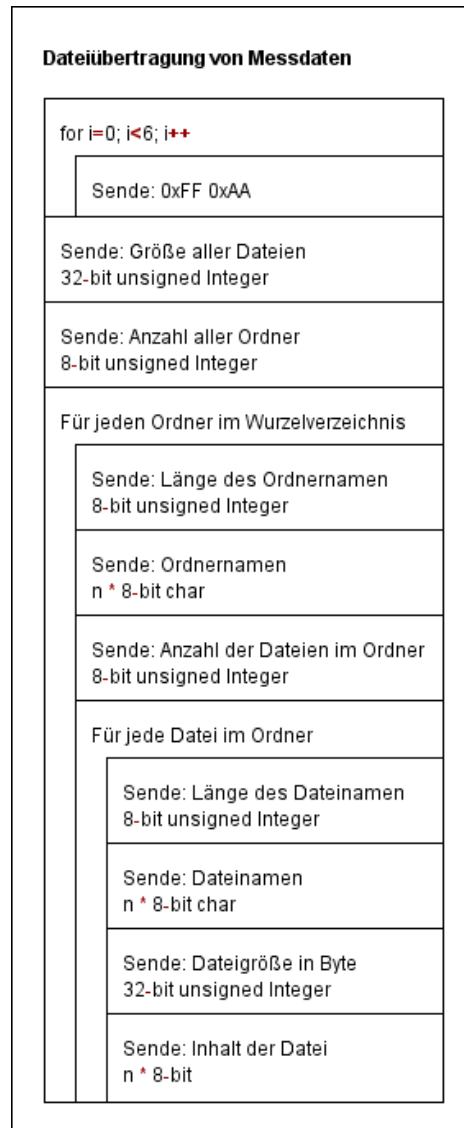 Dateiübertragung von Messdaten
for i=0; i<6; i++
Sende: 0xFF 0xAA
Sende: Größe aller Dateien
32-bit unsigned Integer
Sende: Anzahl aller Ordner
8-bit unsigned Integer
Für jeden Ordner im Wurzelverzeichnis
Sende: Länge des Ordnernamen
8-bit unsigned Integer
Sende: Ordnernamen
n * 8-bit char
Sende: Anzahl der Dateien im Ordner
8-bit unsigned Integer
Für jede Datei im Ordner
Sende: Länge des Dateinamen
8-bit unsigned Integer
Sende: Dateinamen
n * 8-bit char
Sende: Dateigröße in Byte
32-bit unsigned Integer
Sende: Inhalt der Datei
n * 8-bit